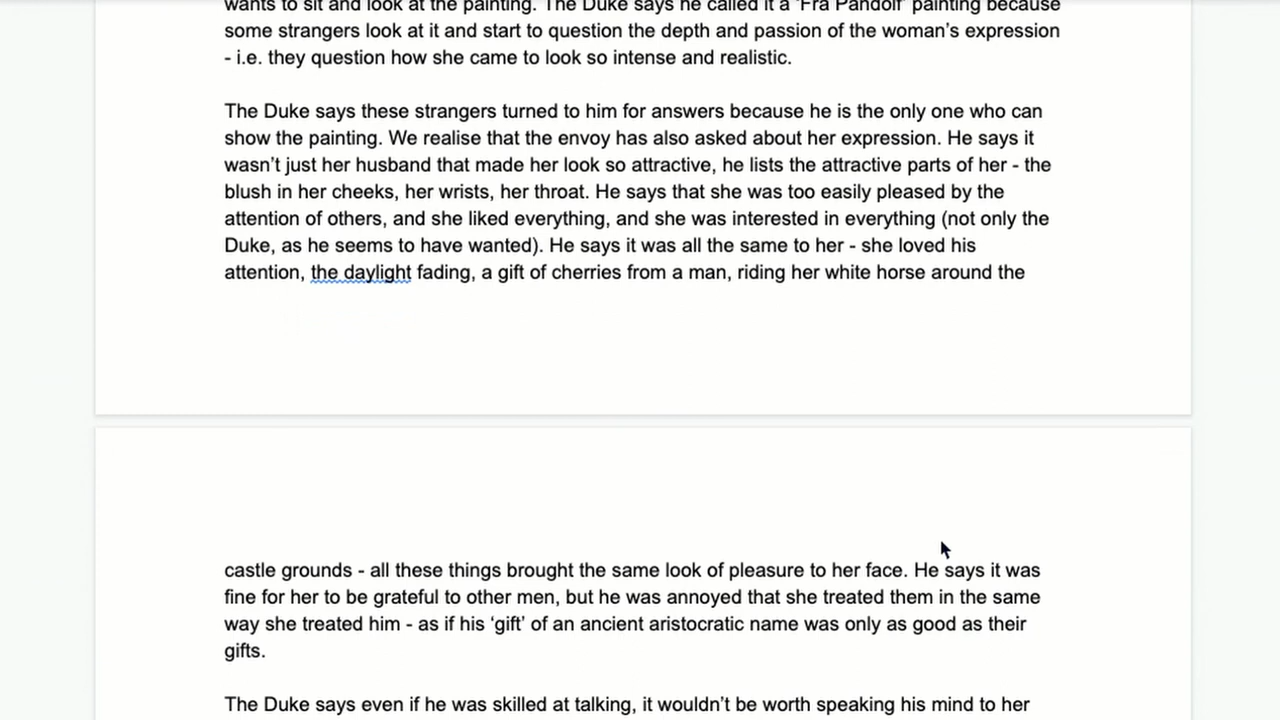 wants to sit and look at the painting. The Duke says he called it a ‘Fra Pandolf’ painting because
some strangers look at it and start to question the depth and passion of the woman’s expression
- i.e. they question how she came to look so intense and realistic.
The Duke says these strangers turned to him for answers because he is the only one who can
show the painting. We realise that the envoy has also asked about her expression. He says it
wasn’t just her husband that made her look so attractive, he lists the attractive parts of her - the
blush in her cheeks, her wrists, her throat. He says that she was too easily pleased by the
attention of others, and she liked everything, and she was interested in everything (not only the
Duke, as he seems to have wanted). He says it was all the same to her - she loved his
attention, the daylight fading, a gift of cherries from a man, riding her white horse around the
castle grounds - all these things brought the same look of pleasure to her face. He says it was
fine for her to be grateful to other men, but he was annoyed that she treated them in the same
way she treated him - as if his ‘gift’ of an ancient aristocratic name was only as good as their
gifts.
The Duke says even if he was skilled at talking, it wouldn’t be worth speaking his mind to her